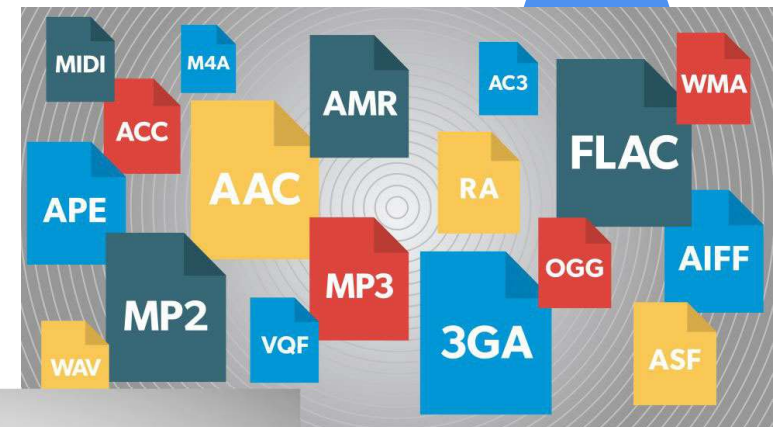 MIDI
M4A
AMR
AC3
WMA
ACC
FLAC
AAC
RA
APE
AIFF
OGG
MP3
MP2
3GA
VQF
ASF
WAV